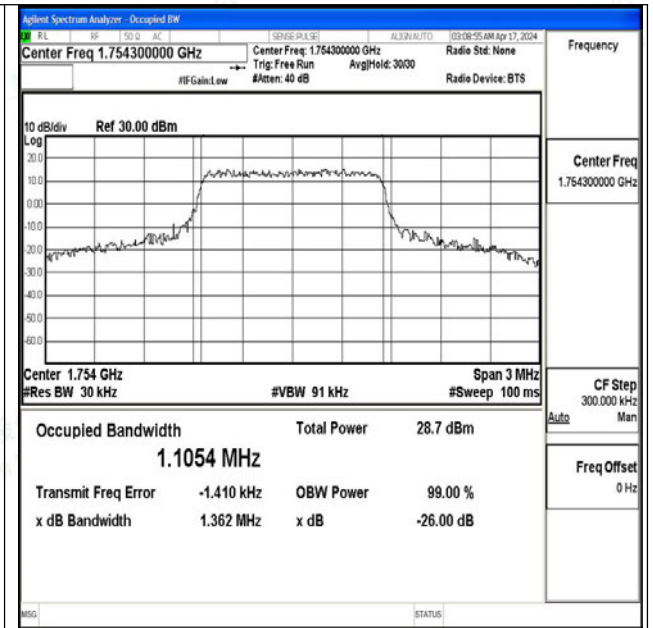 Agilent Spectrum Analyzer - Occupied BW
RL RF 50 Ω AC SENSE:PULSE ALIGNAUTO 03:08:55 AM Apr 17, 2024
Center Freq 1.754300000 GHz
Center Freq: 1.754300000 GHz
Radio Std: None
Trig: Free Run Avg|Hold: 30/30
#IFGain:Low #Atten: 40 dB Radio Device: BTS
Frequency
10 dB/div Ref 30.00 dBm
Log
20.0
10.0
0.00
-10.0
-20.0
-30.0
-40.0
-50.0
-60.0
Center Freq
1.754300000 GHz
Center 1.754 GHz Span 3 MHz
#Res BW 30 kHz #VBW 91 kHz #Sweep 100 ms
CF Step
300.000 kHz
Auto Man
Occupied Bandwidth Total Power 28.7 dBm
1.1054 MHz
Transmit Freq Error -1.410 kHz OBW Power 99.00 %
x dB Bandwidth 1.362 MHz x dB -26.00 dB
Freq Offset
0 Hz
MSG STATUS